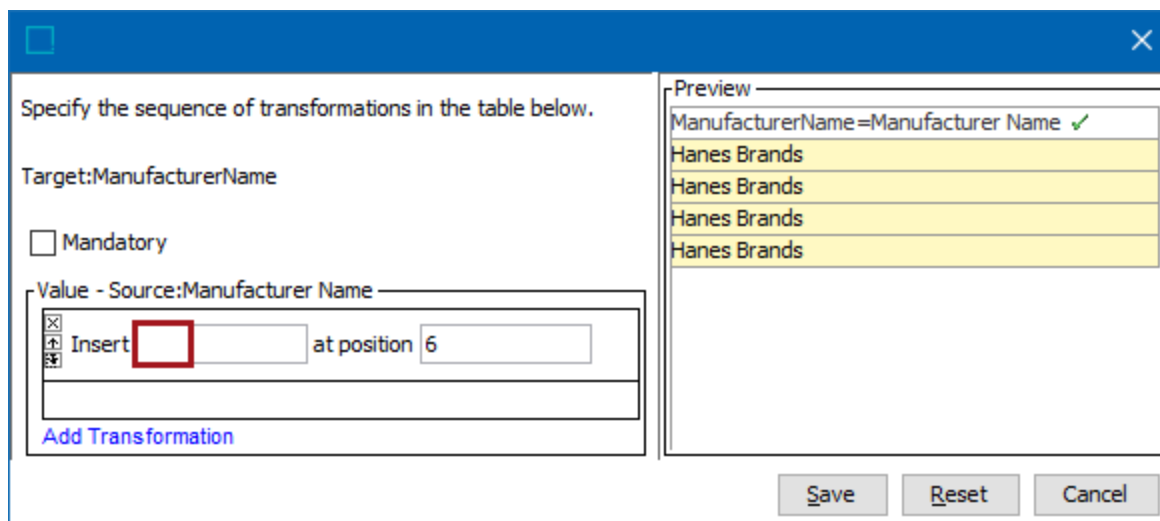 Specify the sequence of transformations in the table below.
Target:ManufacturerName
Mandatory
Value - Source:Manufacturer Name
Insert at position 6
Add Transformation
Preview
ManufacturerName=Manufacturer Name
Hanes Brands
Hanes Brands
Hanes Brands
Hanes Brands
Save Reset Cancel